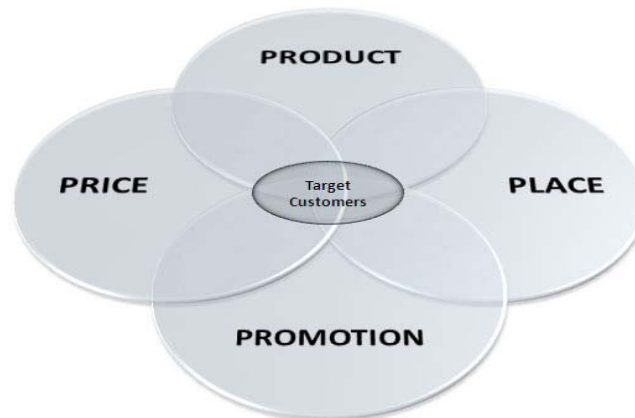 PRODUCT
PRICE
Target
Customers
PLACE
PROMOTION